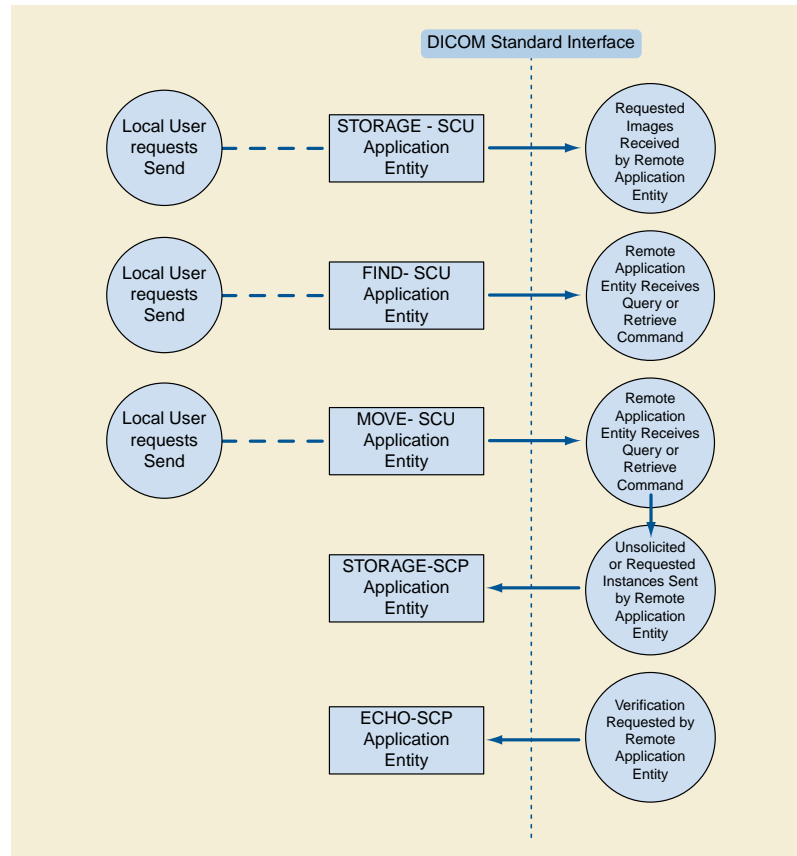 DICOM Standard Interface
Local User
requests
Send
STORAGE - SCU
Application
Entity
Requested
Images
Received
by Remote
Application
Entity
Local User
requests
Send
FIND- SCU
Application
Entity
Remote
Application
Entity Receives
Query or
Retrieve
Command
Local User
requests
Send
MOVE- SCU
Application
Entity
Remote
Application
Entity Receives
Query or
Retrieve
Command
STORAGE-SCP
Application
Entity
Unsolicited
or Requested
Instances Sent
by Remote
Application
Entity
ECHO-SCP
Application
Entity
Verification
Requested by
Remote
Application
Entity